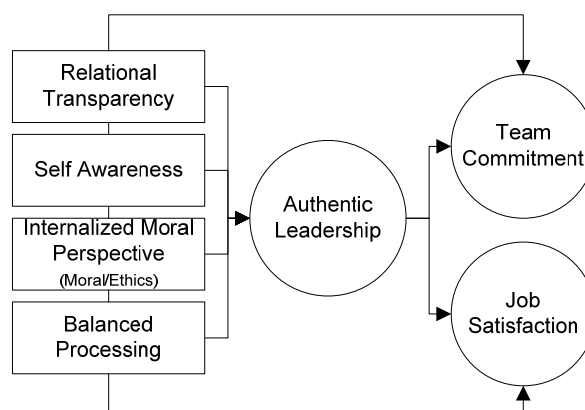 Relational
Transparency
Self Awareness
Internalized Moral
Perspective
(Moral/Ethics)
Balanced
Processing
Authentic
Leadership
Team
Commitment
Job
Satisfaction